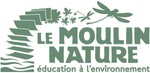 LE MOULIN
NATURE
éducation à l'environnement